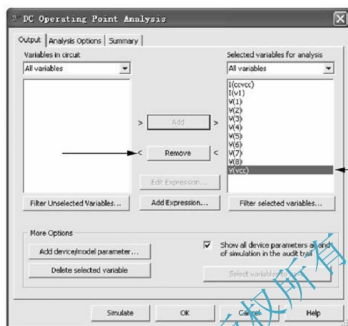 DC Operating Point Analysis
Output Analysis Options Summary
Variables in circuit
Selected variables for analysis
All variables
All variables
I(ccvcc)
I(v1)
V(1)
V(2)
V(3)
V(4)
V(5)
V(6)
V(7)
V(8)
V(vcc)
> Add >
< Remove <
Edit Expression...
Add Expression...
Filter Unselected Variables...
Filter selected variables...
More Options
Add device/model parameter...
Delete selected variable
Show all device parameters at end
of simulation in the audit trail
Select variables
Simulate OK Cancel Help
权所有